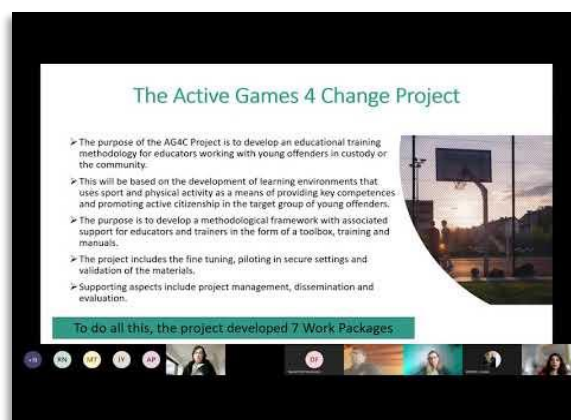 The Active Games 4 Change Project
➢ The purpose of the AG4C Project is to develop an educational training
methodology for educators working with young offenders in custody or
the community.
➢ This will be based on the development of learning environments that
uses sport and physical activity as a means of providing key competences
and promoting active citizenship in the target group of young offenders.
➢ The purpose is to develop a methodological framework with associated
support for educators and trainers in the form of a toolbox, training and
manuals.
➢ The project includes the fine tuning, piloting in secure settings and
validation of the materials.
➢ Supporting aspects include project management, dissemination and
evaluation.
To do all this, the project developed 7 Work Packages
RN MT IY AP DF